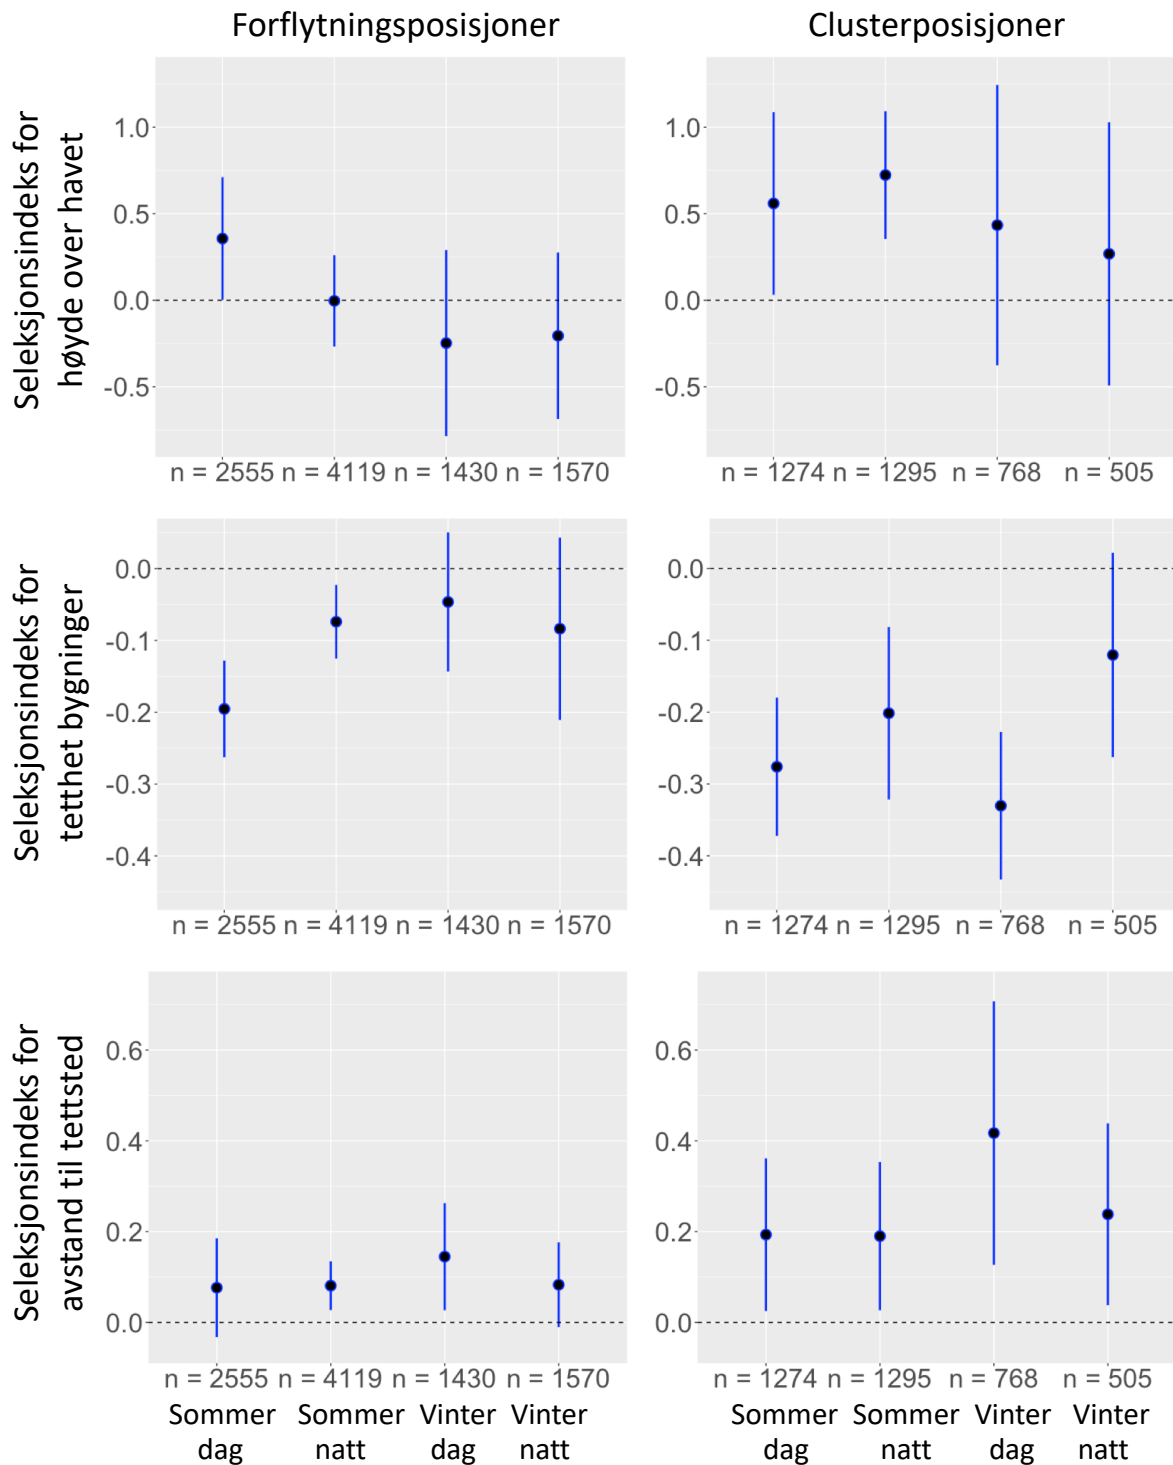 Forflytningsposisjoner
Clusterposisjoner
Seleksjonsindeks for
høyde over havet
1.0
0.5
0.0
-0.5
n = 2555 n = 4119 n = 1430 n = 1570
1.0
0.5
0.0
-0.5
n = 1274 n = 1295 n = 768 n = 505
Seleksjonsindeks for
tetthet bygninger
0.0
-0.1
-0.2
-0.3
-0.4
n = 2555 n = 4119 n = 1430 n = 1570
0.0
-0.1
-0.2
-0.3
-0.4
n = 1274 n = 1295 n = 768 n = 505
Seleksjonsindeks for
avstand til tettsted
0.6
0.4
0.2
0.0
n = 2555 n = 4119 n = 1430 n = 1570
Sommer Sommer Vinter Vinter
dag natt dag natt
0.6
0.4
0.2
0.0
n = 1274 n = 1295 n = 768 n = 505
Sommer Sommer Vinter Vinter
dag natt dag natt